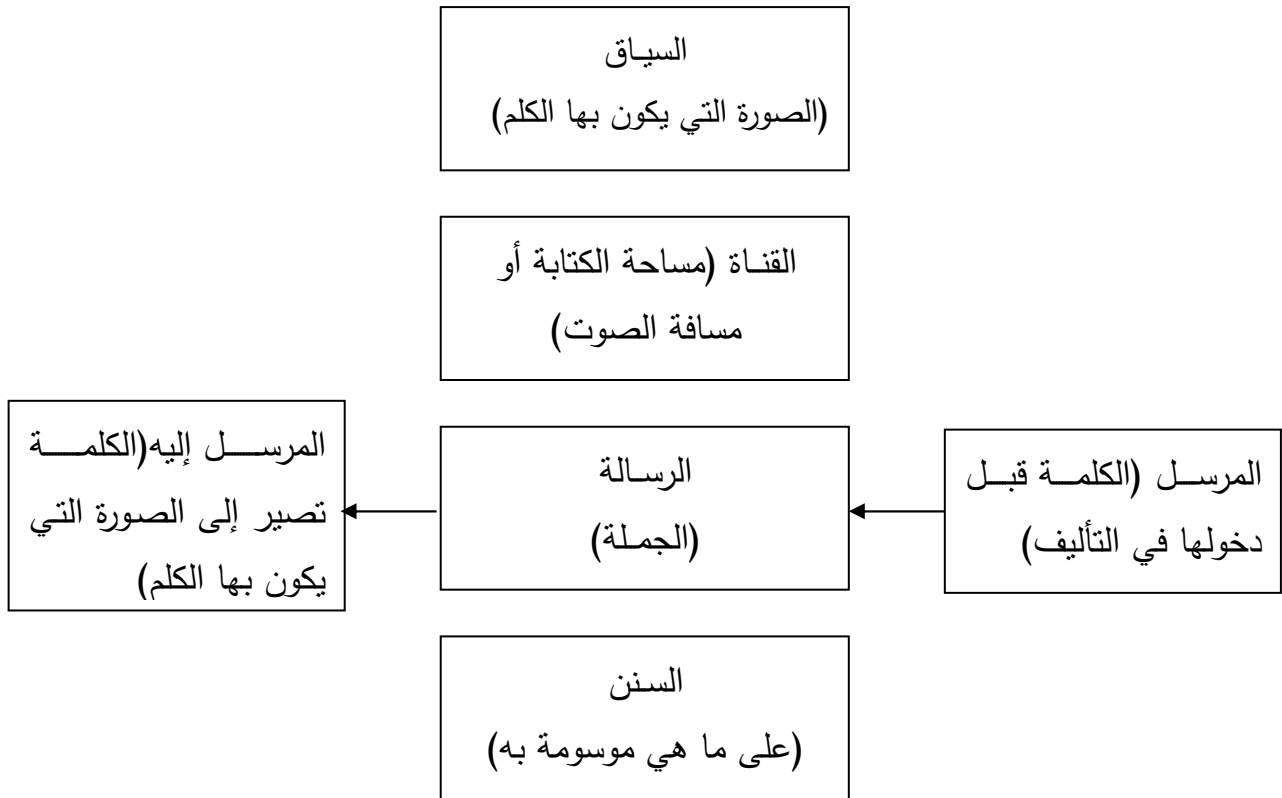 السياق
(الصورة التي يكون بها الكلم)
القناة (مساحة الكتابة أو
مسافة الصوت)
المرسل (الكلمة قبل
دخولها في التأليف)
الرسالة
(الجملة)
المرسل إليه(الكلمة
تصير إلى الصورة التي
يكون بها الكلم)
السنن
(على ما هي موسومة به)